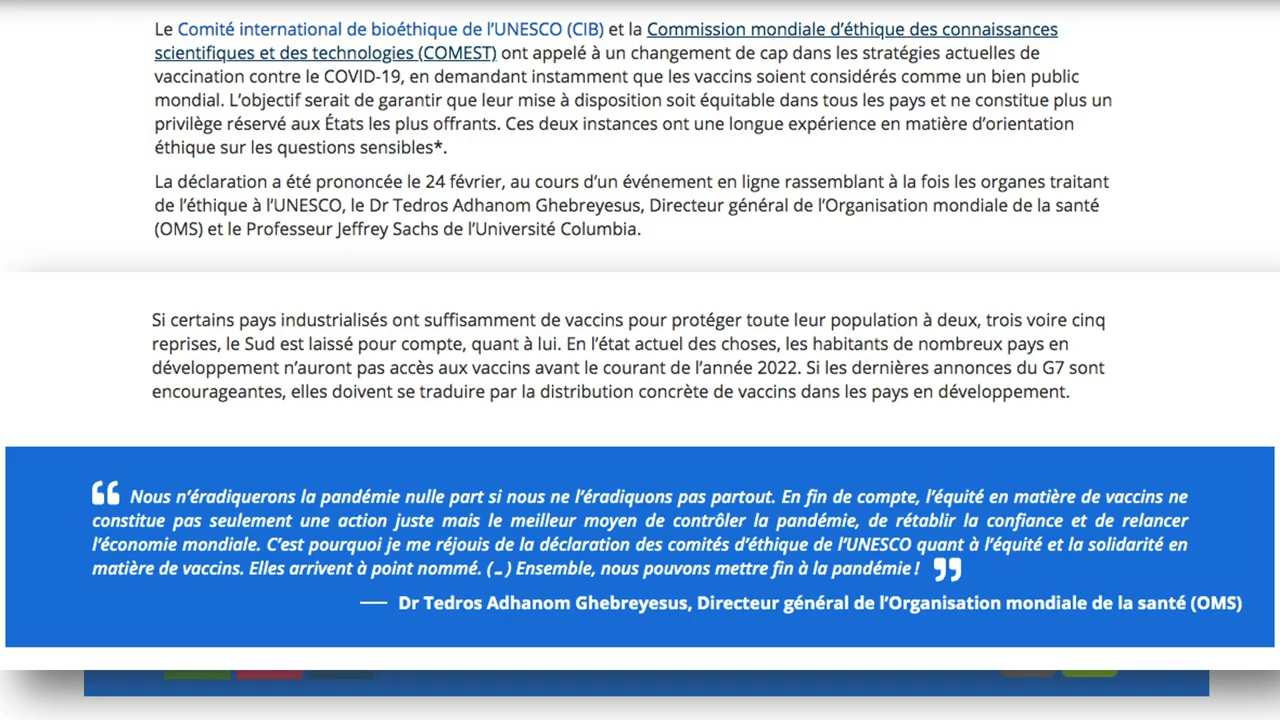 Le Comité international de bioéthique de l’UNESCO (CIB) et la Commission mondiale d’éthique des connaissances
scientifiques et des technologies (COMEST) ont appelé à un changement de cap dans les stratégies actuelles de
vaccination contre le COVID-19, en demandant instamment que les vaccins soient considérés comme un bien public
mondial. L’objectif serait de garantir que leur mise à disposition soit équitable dans tous les pays et ne constitue plus un
privilège réservé aux États les plus offrants. Ces deux instances ont une longue expérience en matière d’orientation
éthique sur les questions sensibles*.
La déclaration a été prononcée le 24 février, au cours d’un événement en ligne rassemblant à la fois les organes traitant
de l’éthique à l’UNESCO, le Dr Tedros Adhanom Ghebreyesus, Directeur général de l’Organisation mondiale de la santé
(OMS) et le Professeur Jeffrey Sachs de l’Université Columbia.
Si certains pays industrialisés ont suffisamment de vaccins pour protéger toute leur population à deux, trois voire cinq
reprises, le Sud est laissé pour compte, quant à lui. En l’état actuel des choses, les habitants de nombreux pays en
développement n’auront pas accès aux vaccins avant le courant de l’année 2022. Si les dernières annonces du G7 sont
encourageantes, elles doivent se traduire par la distribution concrète de vaccins dans les pays en développement.
“ Nous n’éradiquerons la pandémie nulle part si nous ne l’éradiquons pas partout. En fin de compte, l’équité en matière de vaccins ne
constitue pas seulement une action juste mais le meilleur moyen de contrôler la pandémie, de rétablir la confiance et de relancer
l’économie mondiale. C’est pourquoi je me réjouis de la déclaration des comités d’éthique de l’UNESCO quant à l’équité et la solidarité en
matière de vaccins. Elles arrivent à point nommé. (…) Ensemble, nous pouvons mettre fin à la pandémie ! ”
— Dr Tedros Adhanom Ghebreyesus, Directeur général de l’Organisation mondiale de la santé (OMS)